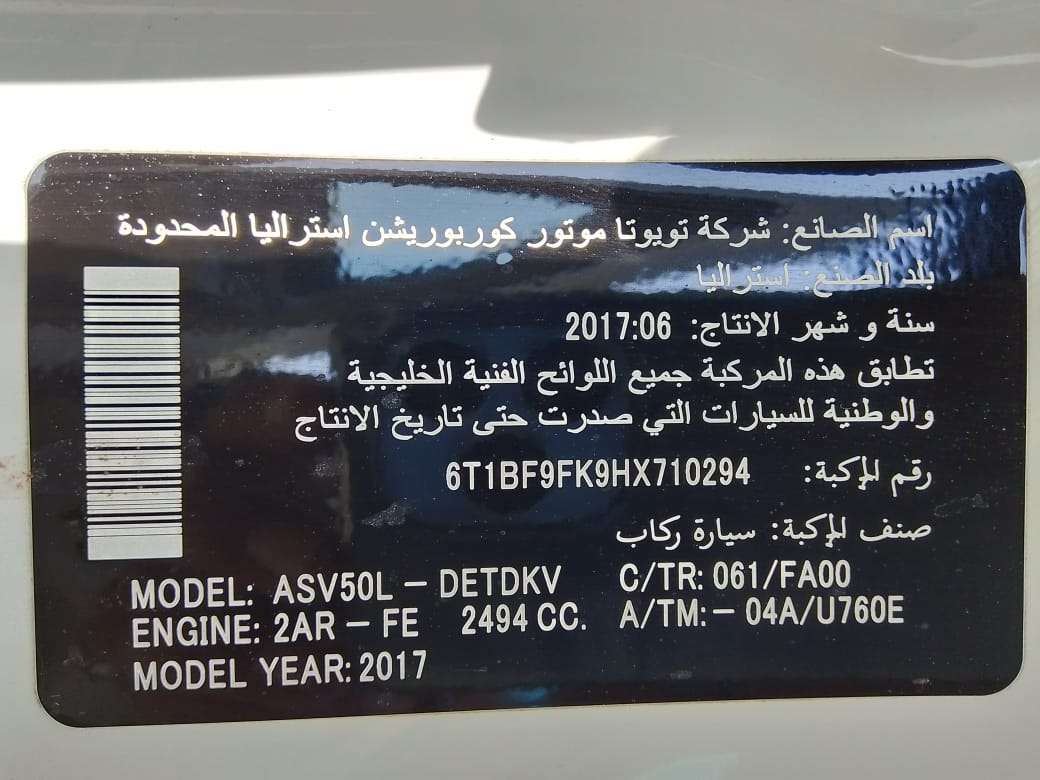 اسم الصانع: شركة تويوتا موتور كوربوريشن استراليا المحدودة
بلد الصنع: استراليا
سنة و شهر الانتاج: 2017:06
تطابق هذه المركبة جميع اللوائح الفنية الخليجية
والوطنية للسيارات التي صدرت حتى تاريخ الانتاج
رقم المركبة: 6T1BF9FK9HX710294
صنف المركبة: سيارة ركاب
MODEL: ASV50L – DETDKV C/TR: 061/FA00
ENGINE: 2AR – FE 2494 CC. A/TM: – 04A/U760E
MODEL YEAR: 2017